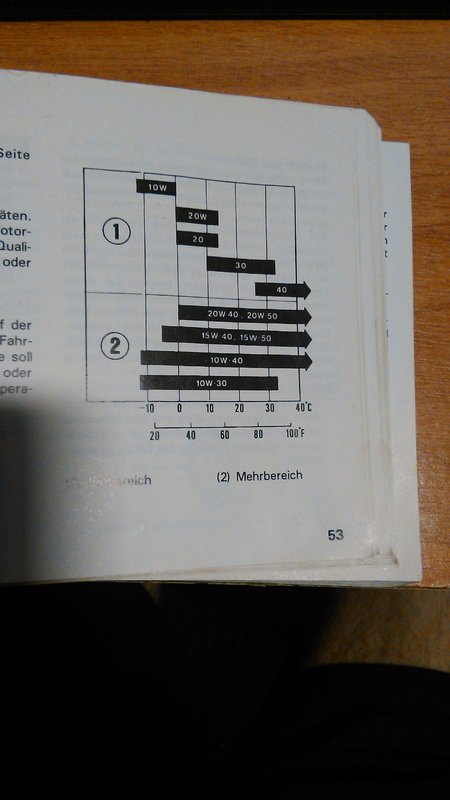 Seite
äten.
otor-
Quali-
oder
f der
Fahr-
e soll
oder
pera-
1
10W
20W
20
30
40
2
20W 40 , 20W 50
15W 40, 15W-50
10W-40
10W-30
-10 0 10 20 30 40°C
20 40 60 80 100°F
(2) Mehrbereich
53